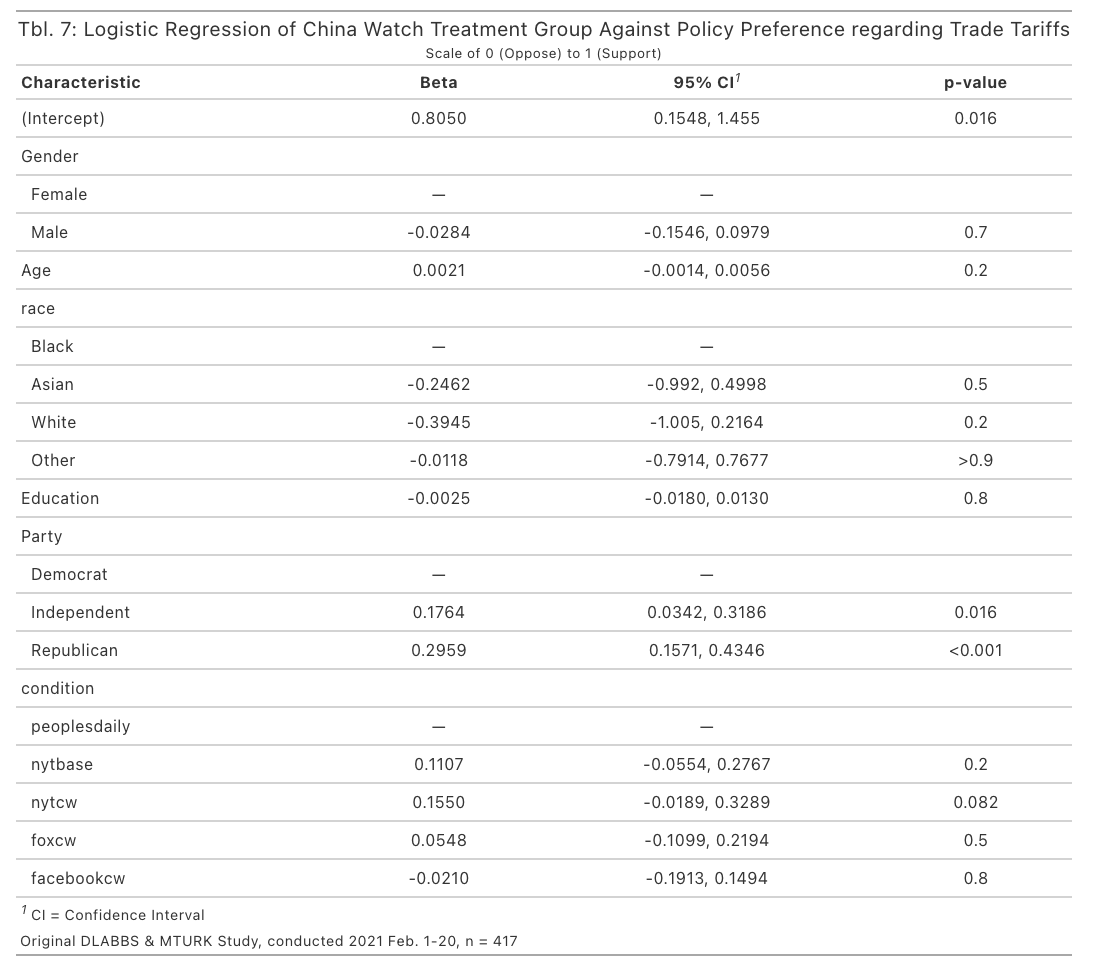 Tbl. 7: Logistic Regression of China Watch Treatment Group Against Policy Preference regarding Trade Tariffs
Scale of 0 (Oppose) to 1 (Support)
Characteristic Beta 95% CI¹ p-value
(Intercept) 0.8050 0.1548, 1.455 0.016
Gender
Female — —
Male -0.0284 -0.1546, 0.0979 0.7
Age 0.0021 -0.0014, 0.0056 0.2
race
Black — —
Asian -0.2462 -0.992, 0.4998 0.5
White -0.3945 -1.005, 0.2164 0.2
Other -0.0118 -0.7914, 0.7677 >0.9
Education -0.0025 -0.0180, 0.0130 0.8
Party
Democrat — —
Independent 0.1764 0.0342, 0.3186 0.016
Republican 0.2959 0.1571, 0.4346 <0.001
condition
peoplesdaily — —
nytbase 0.1107 -0.0554, 0.2767 0.2
nytcw 0.1550 -0.0189, 0.3289 0.082
foxcw 0.0548 -0.1099, 0.2194 0.5
facebookcw -0.0210 -0.1913, 0.1494 0.8
¹ CI = Confidence Interval
Original DLABBS & MTURK Study, conducted 2021 Feb. 1-20, n = 417